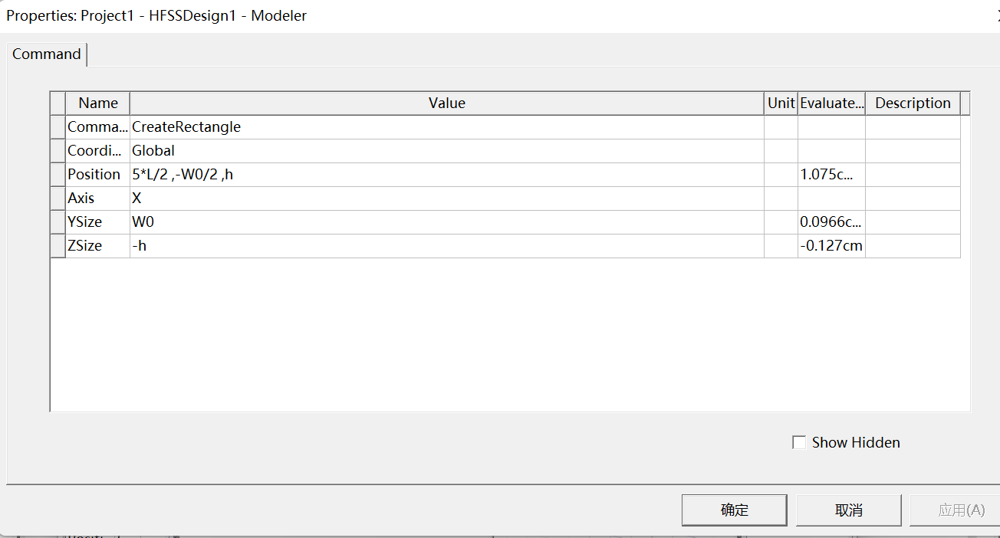 Properties: Project1 - HFSSDesign1 - Modeler
Command
Name Value Unit Evaluate... Description
Comma... CreateRectangle
Coordi... Global
Position 5*L/2 ,-W0/2 ,h 1.075c...
Axis X
YSize W0 0.0966c...
ZSize -h -0.127cm
Show Hidden
确定 取消 应用(A)